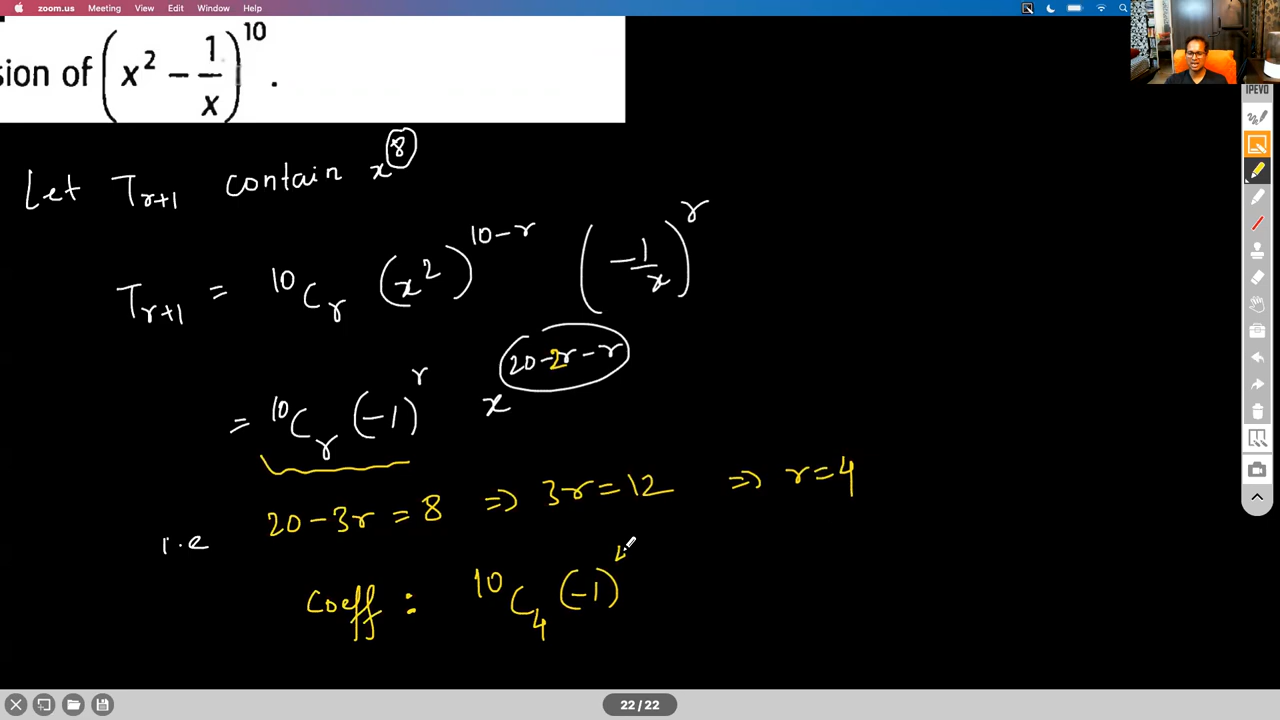 zoom.us Meeting View Edit Window Help
sion of (x² − 1/x)¹⁰ .
IPEVO
Let T_{r+1} contain x⁸
T_{r+1} = ¹⁰C_r (x²)^{10−r} (−1/x)^r
= ¹⁰C_r (−1)^r x^{20−2r−r}
i.e 20−3r = 8 ⇒ 3r = 12 ⇒ r = 4
Coeff : ¹⁰C₄ (−1)⁴
22 / 22